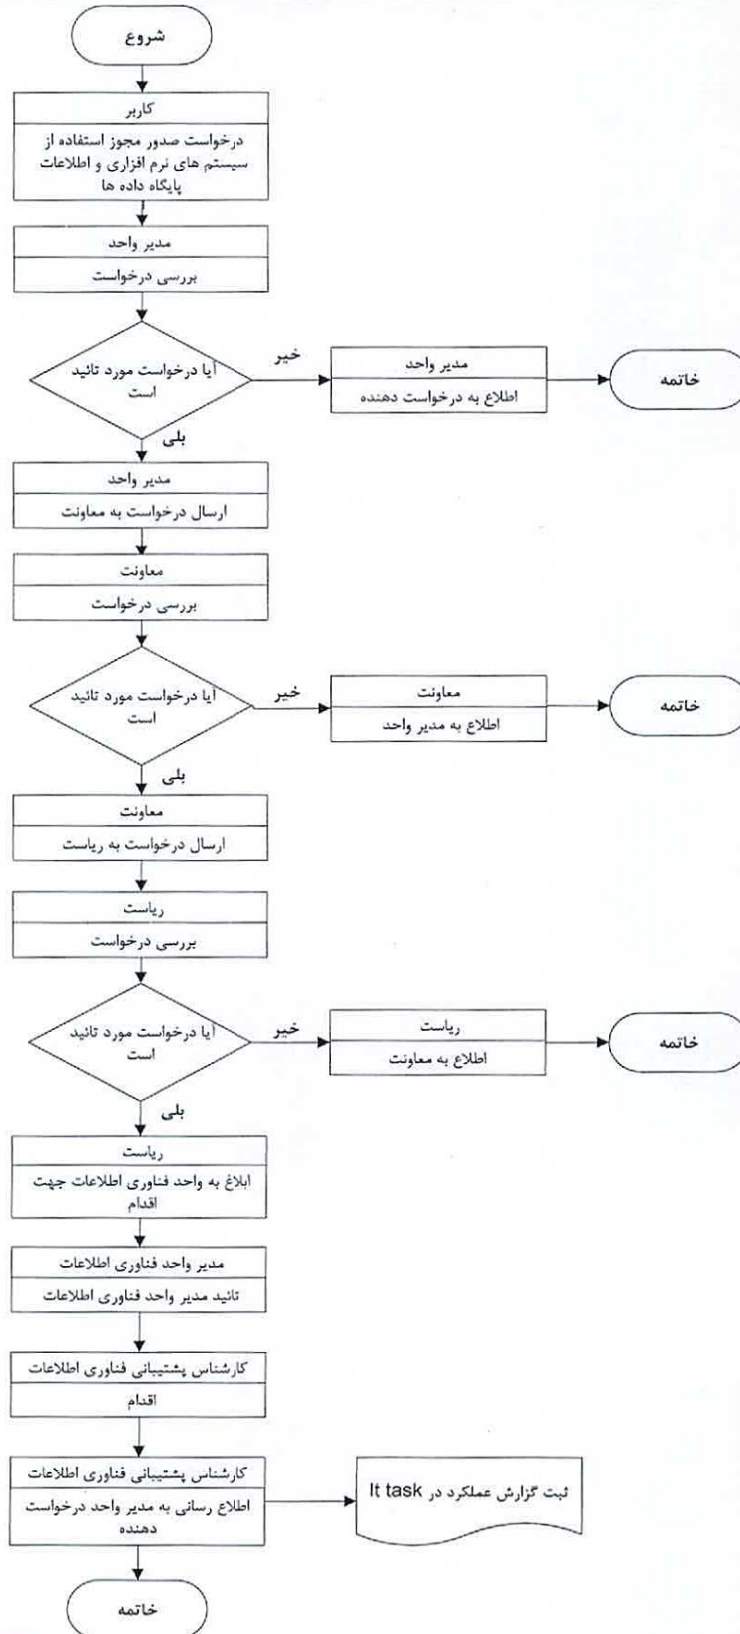 شروع
کاربر
درخواست صدور مجوز استفاده از
سیستم های نرم افزاری و اطلاعات
پایگاه داده ها
مدیر واحد
بررسی درخواست
آیا درخواست مورد تائید
است
خیر
مدیر واحد
اطلاع به درخواست دهنده
خاتمه
بلی
مدیر واحد
ارسال درخواست به معاونت
معاونت
بررسی درخواست
آیا درخواست مورد تائید
است
خیر
معاونت
اطلاع به مدیر واحد
خاتمه
بلی
معاونت
ارسال درخواست به ریاست
ریاست
بررسی درخواست
آیا درخواست مورد تائید
است
خیر
ریاست
اطلاع به معاونت
خاتمه
بلی
ریاست
ابلاغ به واحد فناوری اطلاعات جهت
اقدام
مدیر واحد فناوری اطلاعات
تائید مدیر واحد فناوری اطلاعات
کارشناس پشتیبانی فناوری اطلاعات
اقدام
کارشناس پشتیبانی فناوری اطلاعات
اطلاع رسانی به مدیر واحد درخواست
دهنده
ثبت گزارش عملکرد در It task
خاتمه